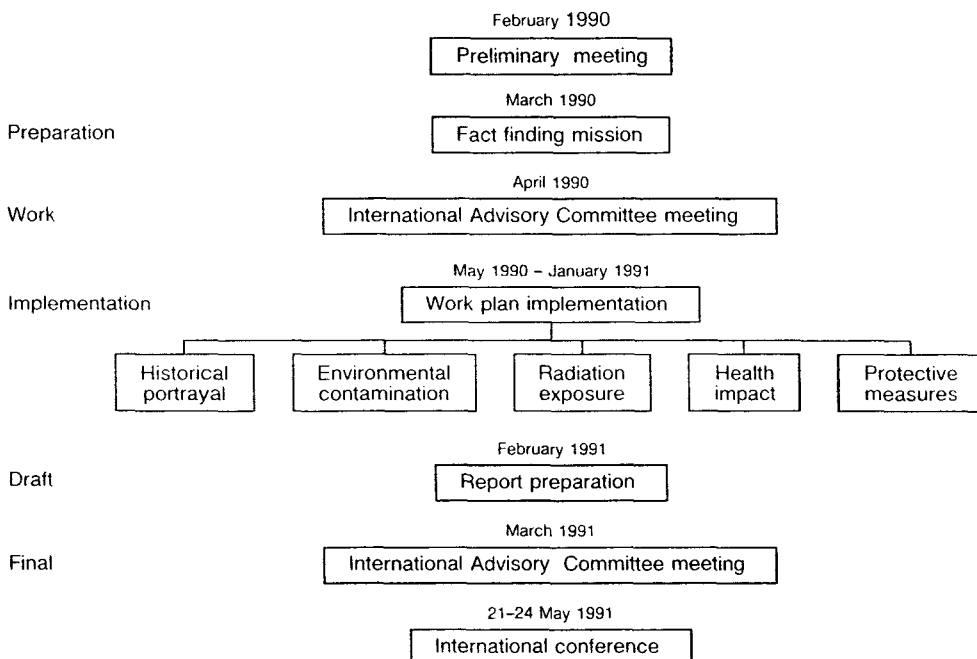 February 1990
Preliminary meeting
March 1990
Preparation
Fact finding mission
April 1990
Work
International Advisory Committee meeting
May 1990 – January 1991
Implementation
Work plan implementation
Historical
portrayal
Environmental
contamination
Radiation
exposure
Health
impact
Protective
measures
February 1991
Draft
Report preparation
March 1991
Final
International Advisory Committee meeting
21–24 May 1991
International conference